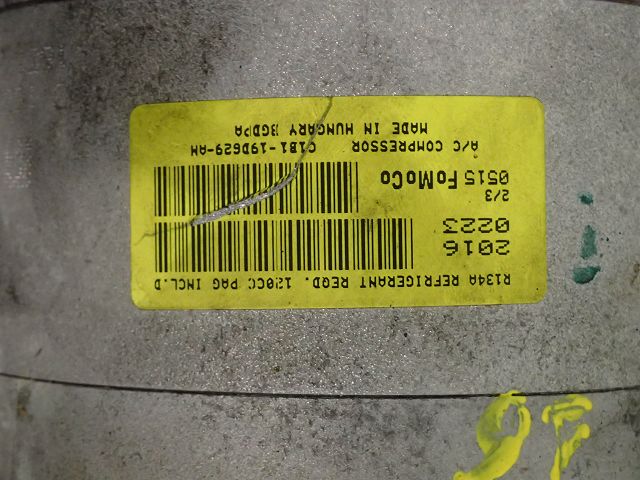 R134A REFRIGERANT REQD. 120CC PAG INCL.D
2016
0223
2/3
0515 FoMoCo
A/C COMPRESSOR C1B1-19D629-AH
MADE IN HUNGARY BGDPA